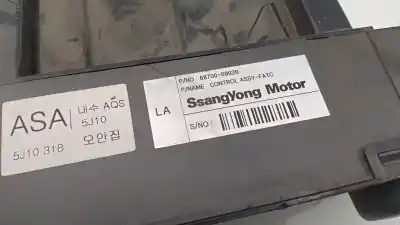 P/NO 68700-09020
P/NAME CONTROL ASSY-FATC
SsangYong Motor
LA
S/NO
ASA
내수 AQS
5J10
5J10 31B
오안집